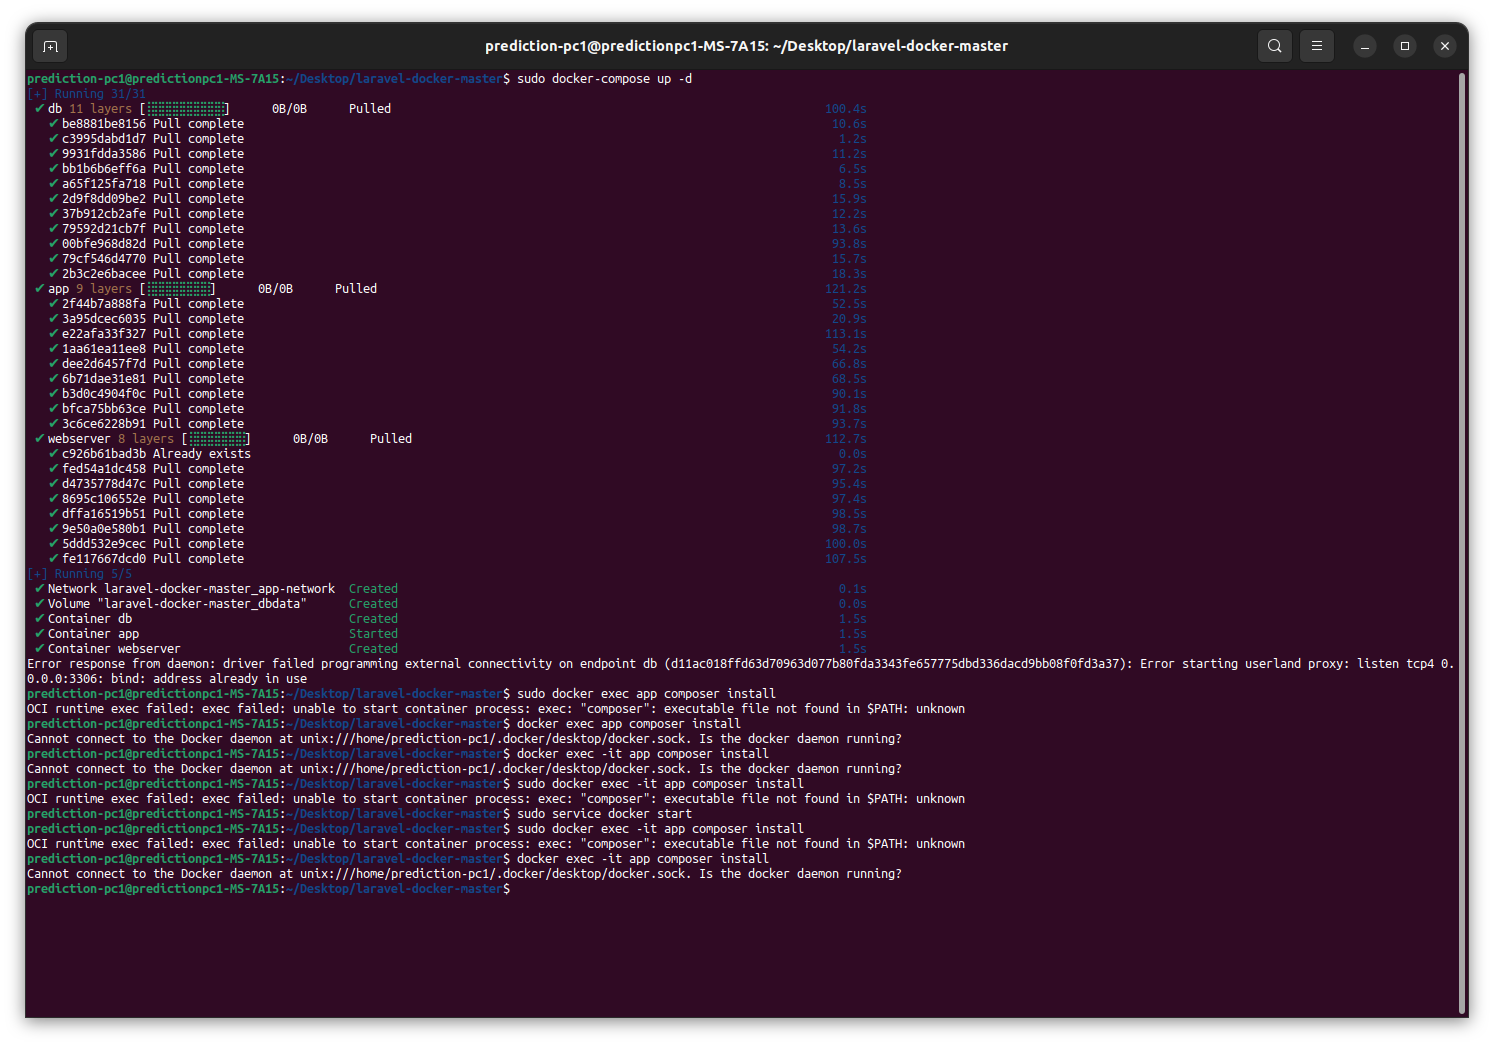 prediction-pc1@predictionpc1-MS-7A15: ~/Desktop/laravel-docker-master
prediction-pc1@predictionpc1-MS-7A15:~/Desktop/laravel-docker-master$ sudo docker-compose up -d
[+] Running 31/31
✔ db 11 layers [⣿⣿⣿⣿⣿⣿⣿⣿⣿⣿⣿] 0B/0B Pulled 100.4s
✔ be8881be8156 Pull complete 10.6s
✔ c3995dabd1d7 Pull complete 1.2s
✔ 9931fdda3586 Pull complete 11.2s
✔ bb1b6b6eff6a Pull complete 6.5s
✔ a65f125fa718 Pull complete 8.5s
✔ 2d9f8dd09be2 Pull complete 15.9s
✔ 37b912cb2afe Pull complete 12.2s
✔ 79592d21cb7f Pull complete 13.6s
✔ 00bfe968d82d Pull complete 93.8s
✔ 79cf546d4770 Pull complete 15.7s
✔ 2b3c2e6bacee Pull complete 18.3s
✔ app 9 layers [⣿⣿⣿⣿⣿⣿⣿⣿⣿] 0B/0B Pulled 121.2s
✔ 2f44b7a888fa Pull complete 52.5s
✔ 3a95dcec6035 Pull complete 20.9s
✔ e22afa33f327 Pull complete 113.1s
✔ 1aa61ea11ee8 Pull complete 54.2s
✔ dee2d6457f7d Pull complete 66.8s
✔ 6b71dae31e81 Pull complete 68.5s
✔ b3d0c4904f0c Pull complete 90.1s
✔ bfca75bb63ce Pull complete 91.8s
✔ 3c6ce6228b91 Pull complete 93.7s
✔ webserver 8 layers [⣿⣿⣿⣿⣿⣿⣿⣿] 0B/0B Pulled 112.7s
✔ c926b61bad3b Already exists 0.0s
✔ fed54a1dc458 Pull complete 97.2s
✔ d4735778d47c Pull complete 95.4s
✔ 8695c106552e Pull complete 97.4s
✔ dffa16519b51 Pull complete 98.5s
✔ 9e50a0e580b1 Pull complete 98.7s
✔ 5ddd532e9cec Pull complete 100.0s
✔ fe117667dcd0 Pull complete 107.5s
[+] Running 5/5
✔ Network laravel-docker-master_app-network Created 0.1s
✔ Volume "laravel-docker-master_dbdata" Created 0.0s
✔ Container db Created 1.5s
✔ Container app Started 1.5s
✔ Container webserver Created 1.5s
Error response from daemon: driver failed programming external connectivity on endpoint db (d11ac018ffd63d70963d077b80fda3343fe657775dbd336dacd9bb08f0fd3a37): Error starting userland proxy: listen tcp4 0.
0.0.0:3306: bind: address already in use
prediction-pc1@predictionpc1-MS-7A15:~/Desktop/laravel-docker-master$ sudo docker exec app composer install
OCI runtime exec failed: exec failed: unable to start container process: exec: "composer": executable file not found in $PATH: unknown
prediction-pc1@predictionpc1-MS-7A15:~/Desktop/laravel-docker-master$ docker exec app composer install
Cannot connect to the Docker daemon at unix:///home/prediction-pc1/.docker/desktop/docker.sock. Is the docker daemon running?
prediction-pc1@predictionpc1-MS-7A15:~/Desktop/laravel-docker-master$ docker exec -it app composer install
Cannot connect to the Docker daemon at unix:///home/prediction-pc1/.docker/desktop/docker.sock. Is the docker daemon running?
prediction-pc1@predictionpc1-MS-7A15:~/Desktop/laravel-docker-master$ sudo docker exec -it app composer install
OCI runtime exec failed: exec failed: unable to start container process: exec: "composer": executable file not found in $PATH: unknown
prediction-pc1@predictionpc1-MS-7A15:~/Desktop/laravel-docker-master$ sudo service docker start
prediction-pc1@predictionpc1-MS-7A15:~/Desktop/laravel-docker-master$ sudo docker exec -it app composer install
OCI runtime exec failed: exec failed: unable to start container process: exec: "composer": executable file not found in $PATH: unknown
prediction-pc1@predictionpc1-MS-7A15:~/Desktop/laravel-docker-master$ docker exec -it app composer install
Cannot connect to the Docker daemon at unix:///home/prediction-pc1/.docker/desktop/docker.sock. Is the docker daemon running?
prediction-pc1@predictionpc1-MS-7A15:~/Desktop/laravel-docker-master$